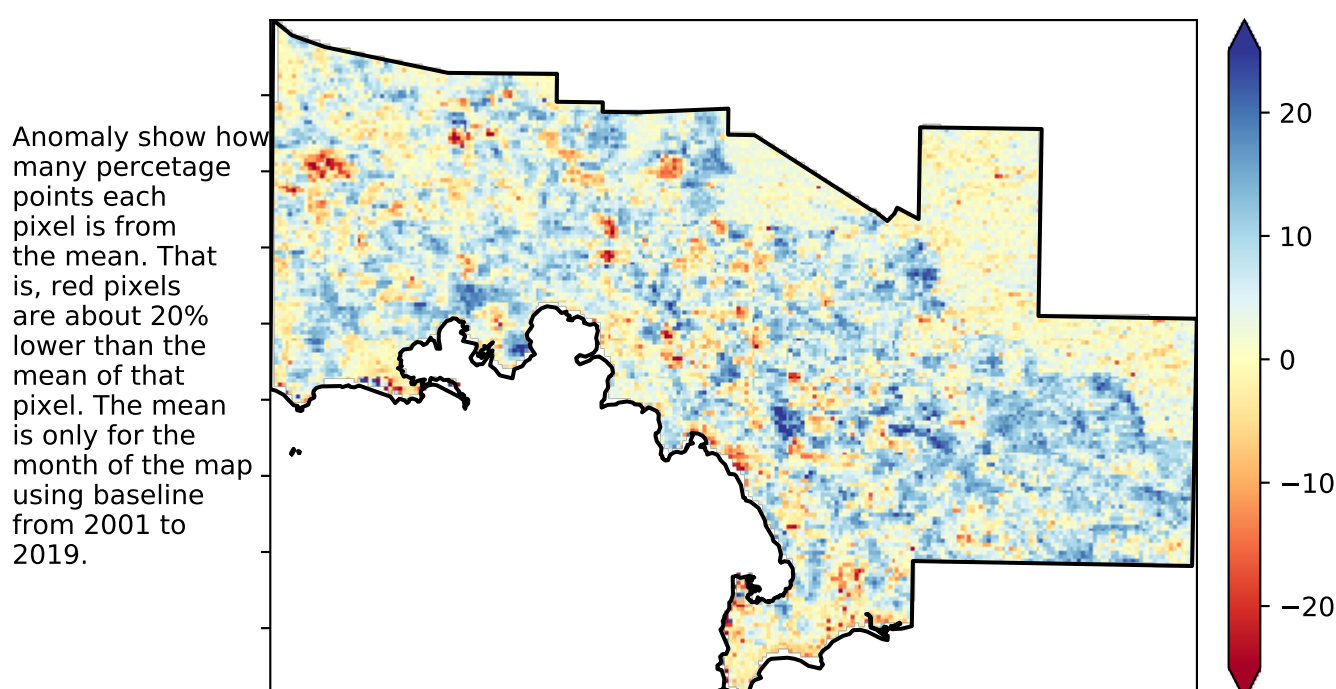 Anomaly show how
many percetage
points each
pixel is from
the mean. That
is, red pixels
are about 20%
lower than the
mean of that
pixel. The mean
is only for the
month of the map
using baseline
from 2001 to
2019.
20
10
0
−10
−20